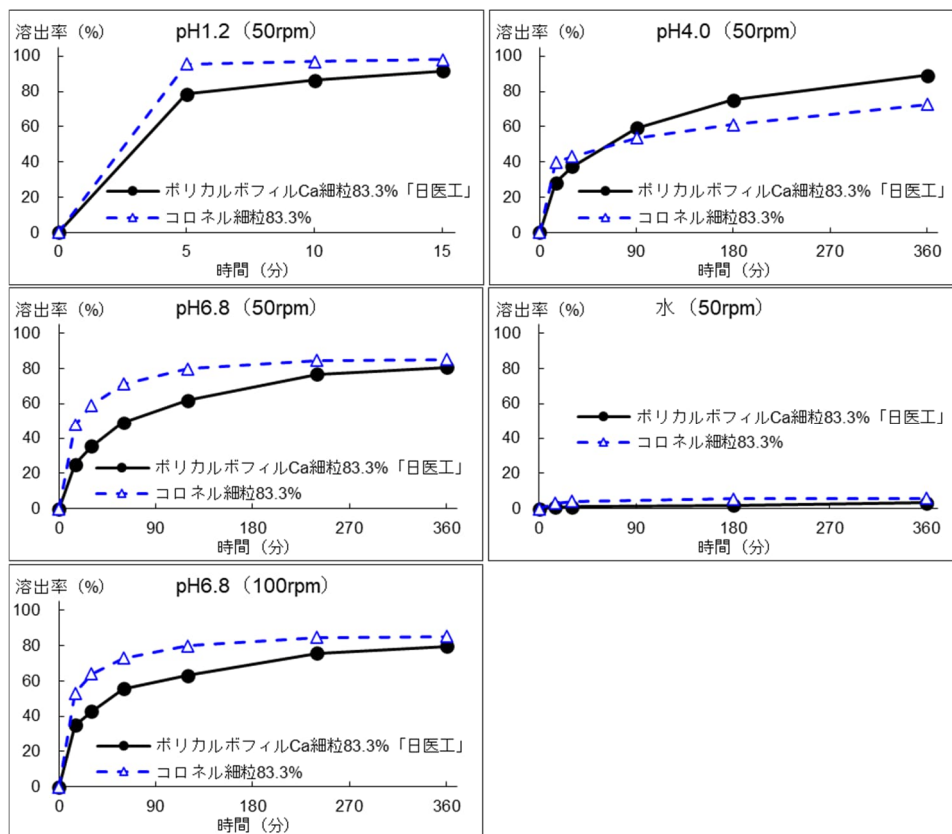 溶出率 (%)
pH1.2（50rpm）
100
80
60
40
20
0
ポリカルボフィルCa細粒83.3%「日医工」
コロネル細粒83.3%
0 5 10 15
時間（分）
溶出率 (%)
pH4.0（50rpm）
100
80
60
40
20
0
ポリカルボフィルCa細粒83.3%「日医工」
コロネル細粒83.3%
0 90 180 270 360
時間（分）
溶出率 (%)
pH6.8（50rpm）
100
80
60
40
20
0
ポリカルボフィルCa細粒83.3%「日医工」
コロネル細粒83.3%
0 90 180 270 360
時間（分）
溶出率 (%)
水（50rpm）
100
80
60
40
20
0
ポリカルボフィルCa細粒83.3%「日医工」
コロネル細粒83.3%
0 90 180 270 360
時間（分）
溶出率 (%)
pH6.8（100rpm）
100
80
60
40
20
0
ポリカルボフィルCa細粒83.3%「日医工」
コロネル細粒83.3%
0 90 180 270 360
時間（分）